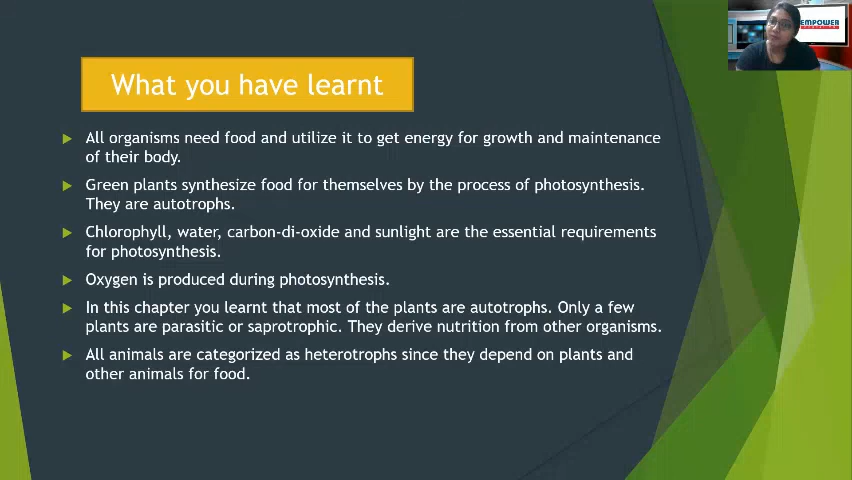 EMPOWER
What you have learnt
All organisms need food and utilize it to get energy for growth and maintenance
of their body.
Green plants synthesize food for themselves by the process of photosynthesis.
They are autotrophs.
Chlorophyll, water, carbon-di-oxide and sunlight are the essential requirements
for photosynthesis.
Oxygen is produced during photosynthesis.
In this chapter you learnt that most of the plants are autotrophs. Only a few
plants are parasitic or saprotrophic. They derive nutrition from other organisms.
All animals are categorized as heterotrophs since they depend on plants and
other animals for food.